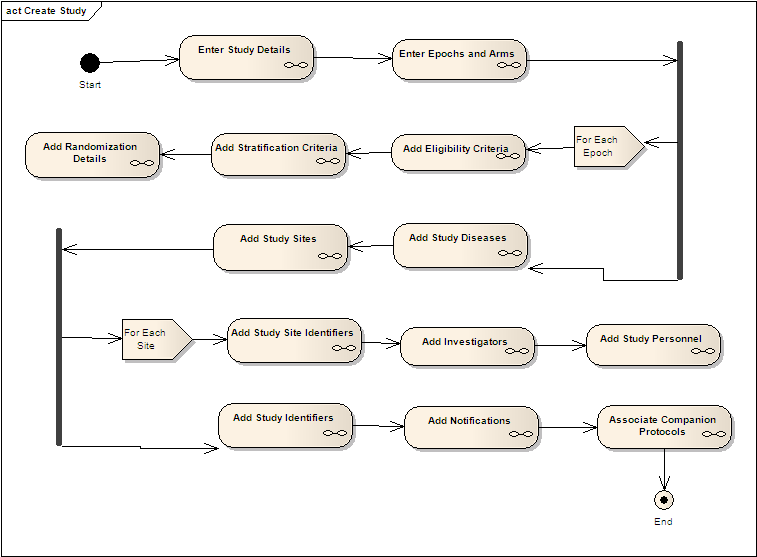 act Create Study
Enter Study Details
Enter Epochs and Arms
Start
Add Randomization
Details
Add Stratification Criteria
Add Eligibility Criteria
For Each
Epoch
Add Study Sites
Add Study Diseases
For Each
Site
Add Study Site Identifiers
Add Investigators
Add Study Personnel
Add Study Identifiers
Add Notifications
Associate Companion
Protocols
End